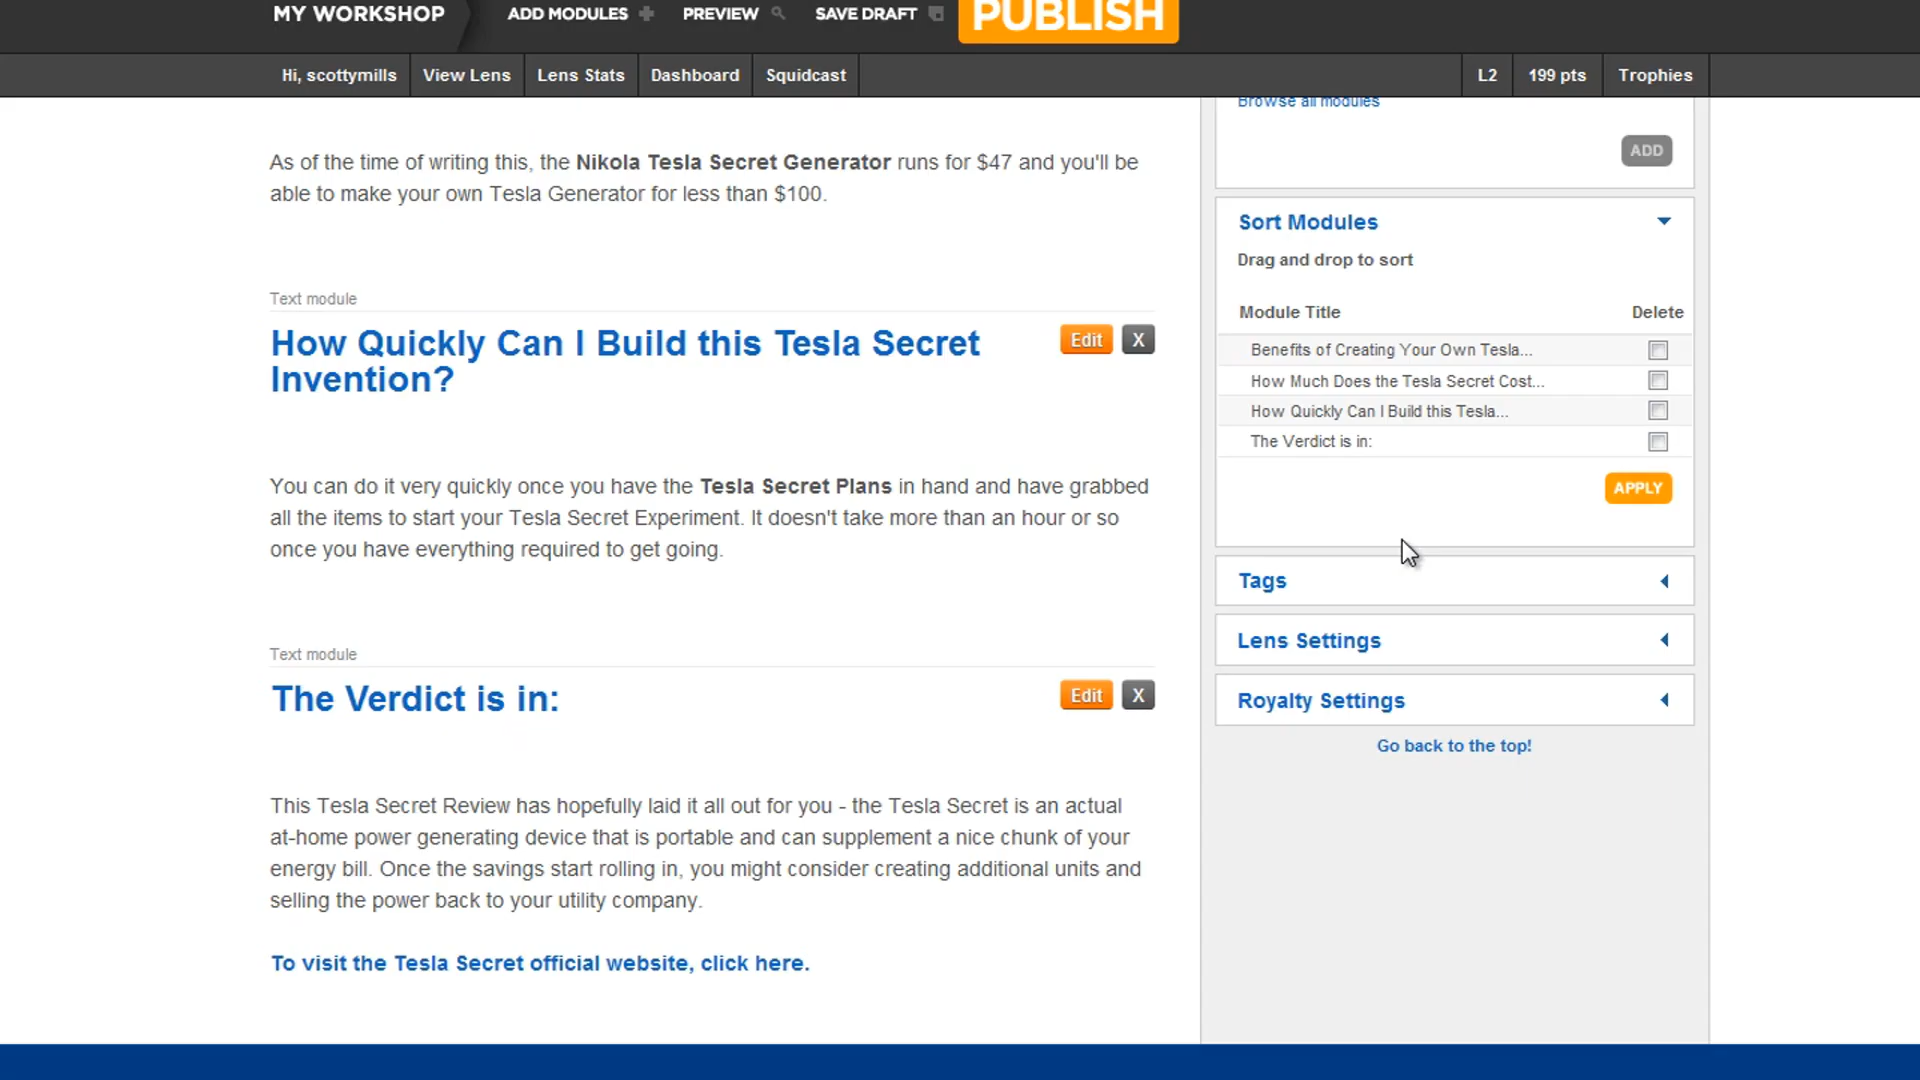 MY WORKSHOP
ADD MODULES
PREVIEW
SAVE DRAFT
PUBLISH
Hi, scottymills
View Lens
Lens Stats
Dashboard
Squidcast
L2
199 pts
Trophies
As of the time of writing this, the Nikola Tesla Secret Generator runs for $47 and you'll be
able to make your own Tesla Generator for less than $100.
Text module
How Quickly Can I Build this Tesla Secret
Invention?
Edit
X
You can do it very quickly once you have the Tesla Secret Plans in hand and have grabbed
all the items to start your Tesla Secret Experiment. It doesn't take more than an hour or so
once you have everything required to get going.
Text module
The Verdict is in:
Edit
X
This Tesla Secret Review has hopefully laid it all out for you - the Tesla Secret is an actual
at-home power generating device that is portable and can supplement a nice chunk of your
energy bill. Once the savings start rolling in, you might consider creating additional units and
selling the power back to your utility company.
To visit the Tesla Secret official website, click here.
Browse all modules
ADD
Sort Modules
Drag and drop to sort
Module Title
Delete
Benefits of Creating Your Own Tesla...
How Much Does the Tesla Secret Cost...
How Quickly Can I Build this Tesla...
The Verdict is in:
APPLY
Tags
Lens Settings
Royalty Settings
Go back to the top!